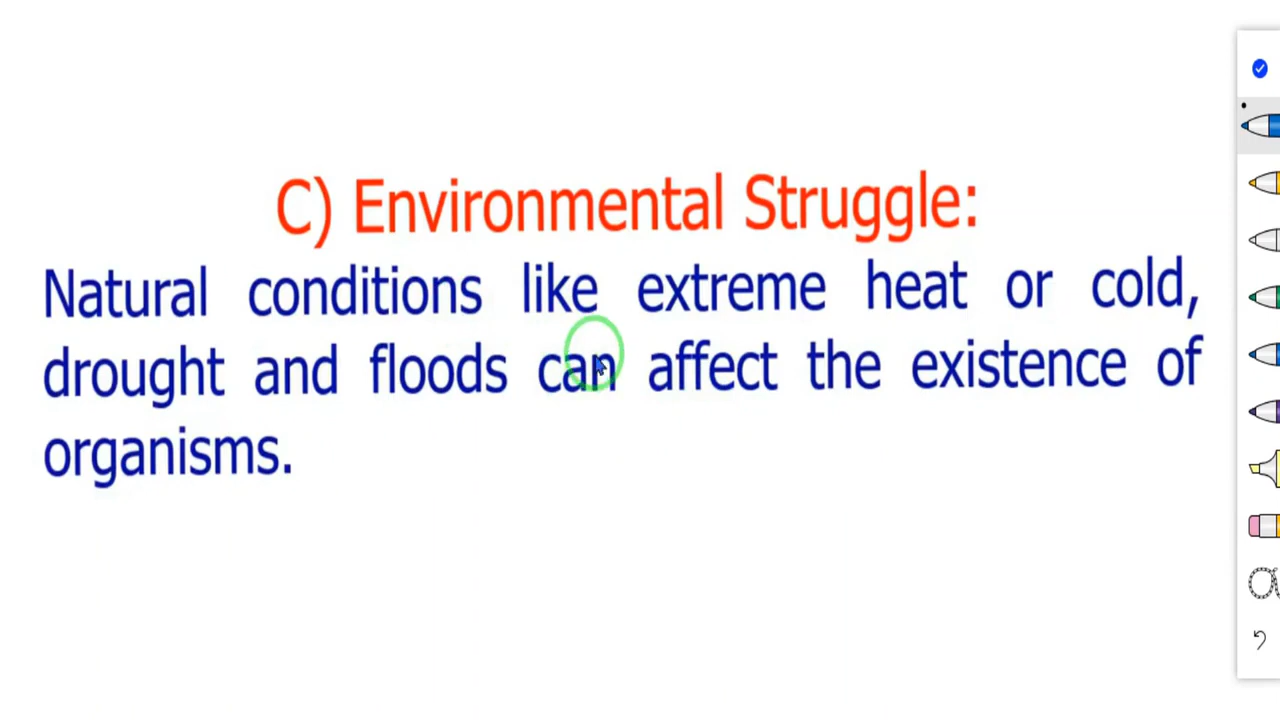 C) Environmental Struggle:
Natural conditions like extreme heat or cold,
drought and floods can affect the existence of
organisms.